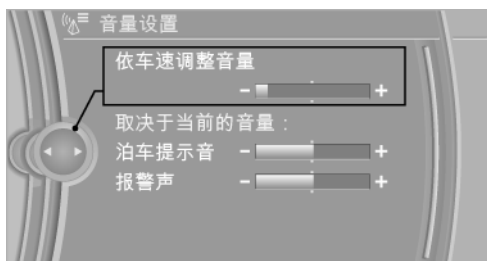 音量设置
依车速调整音量
- +
取决于当前的音量：
泊车提示音 - +
报警声 - +